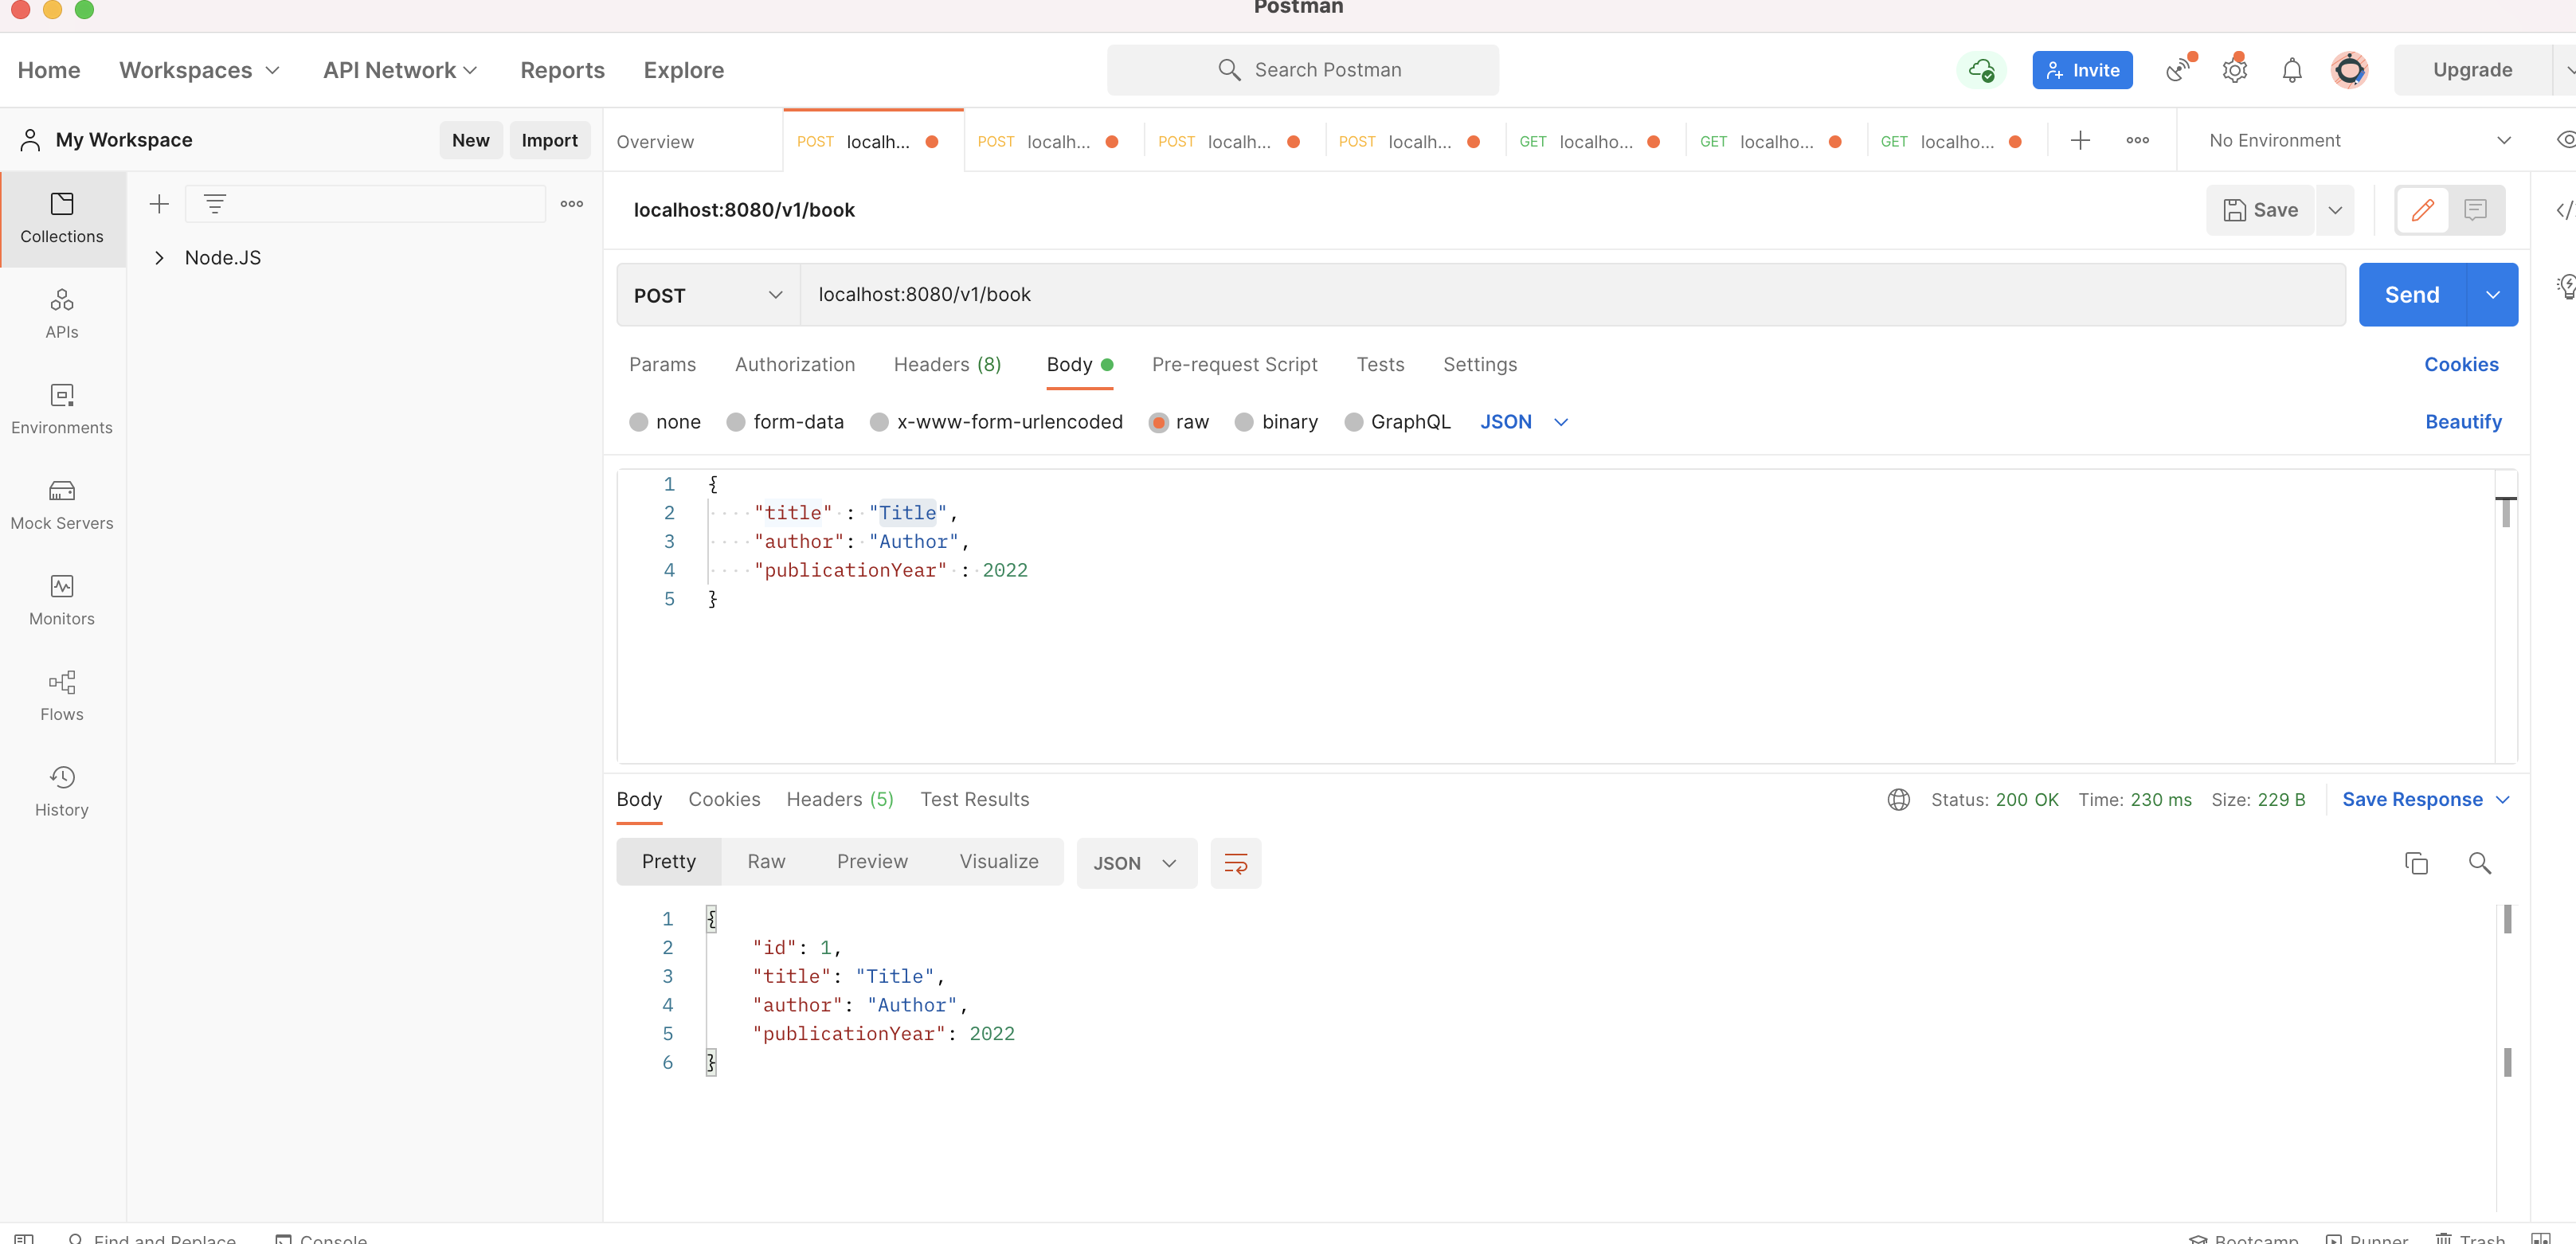 Postman
Home Workspaces API Network Reports Explore Search Postman Invite Upgrade
My Workspace New Import Overview POST localh... POST localh... POST localh... POST localh... GET localho... GET localho... GET localho... No Environment
Collections
APIs
Environments
Mock Servers
Monitors
Flows
History
Node.JS
localhost:8080/v1/book Save
POST localhost:8080/v1/book Send
Params Authorization Headers (8) Body Pre-request Script Tests Settings Cookies
none form-data x-www-form-urlencoded raw binary GraphQL JSON Beautify
1 {
2 "title" : "Title",
3 "author": "Author",
4 "publicationYear" : 2022
5 }
Body Cookies Headers (5) Test Results Status: 200 OK Time: 230 ms Size: 229 B Save Response
Pretty Raw Preview Visualize JSON
1 {
2 "id": 1,
3 "title": "Title",
4 "author": "Author",
5 "publicationYear": 2022
6 }
Find and Replace Console Bootcamp Runner Trash